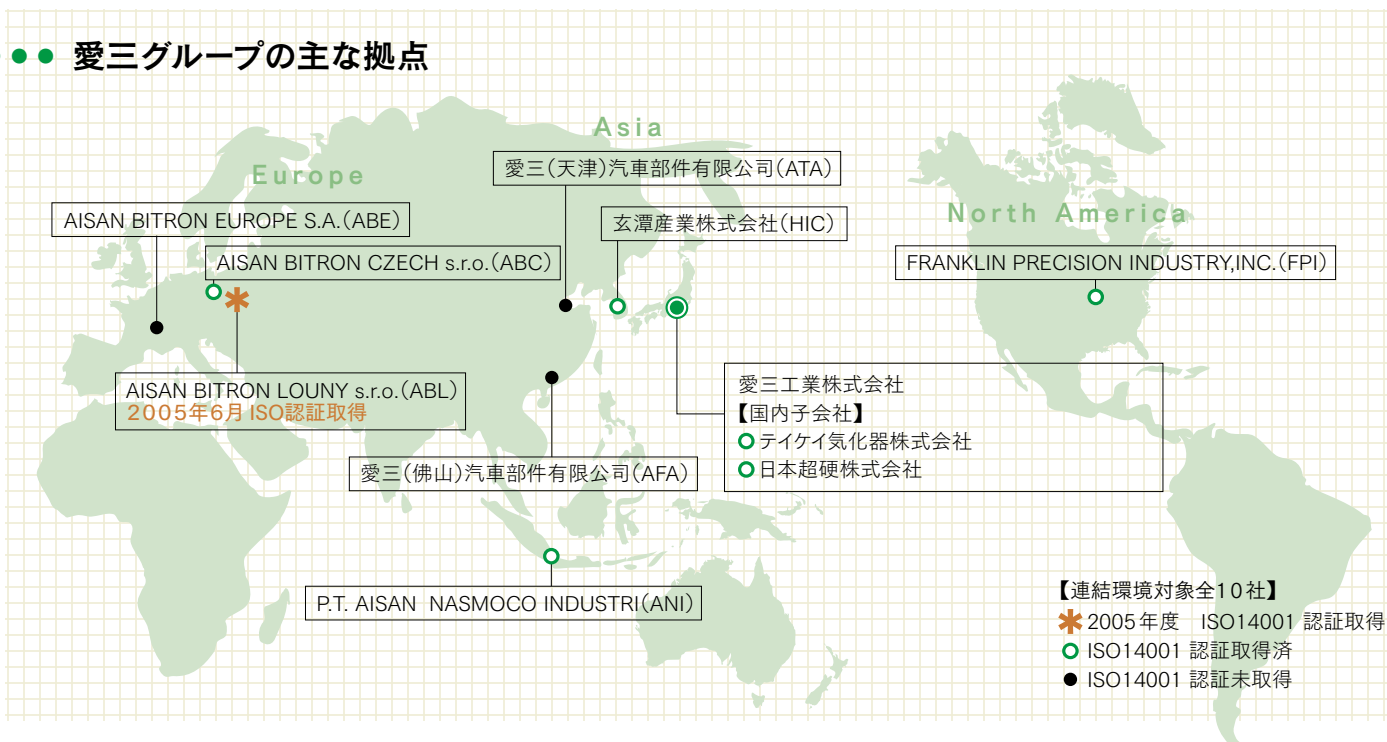 愛三グループの主な拠点
Asia
Europe
North America
愛三(天津)汽車部件有限公司(ATA)
AISAN BITRON EUROPE S.A.(ABE)
玄潭産業株式会社(HIC)
AISAN BITRON CZECH s.r.o.(ABC)
FRANKLIN PRECISION INDUSTRY,INC.(FPI)
AISAN BITRON LOUNY s.r.o.(ABL)
2005年6月 ISO認証取得
愛三工業株式会社
【国内子会社】
テイケイ気化器株式会社
日本超硬株式会社
愛三(佛山)汽車部件有限公司(AFA)
P.T. AISAN NASMOCO INDUSTRI(ANI)
【連結環境対象全10社】
2005年度 ISO14001 認証取得
ISO14001 認証取得済
ISO14001 認証未取得